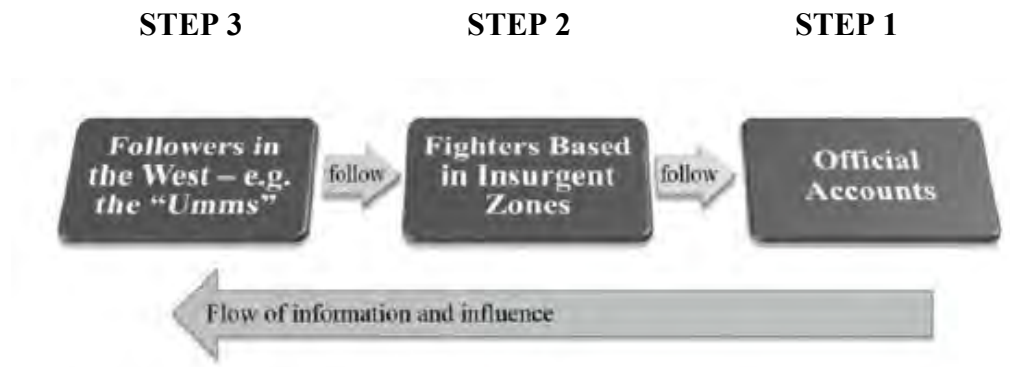 STEP 3 STEP 2 STEP 1
Followers in
the West – e.g.
the “Umms”
follow
Fighters Based
in Insurgent
Zones
follow
Official
Accounts
Flow of information and influence